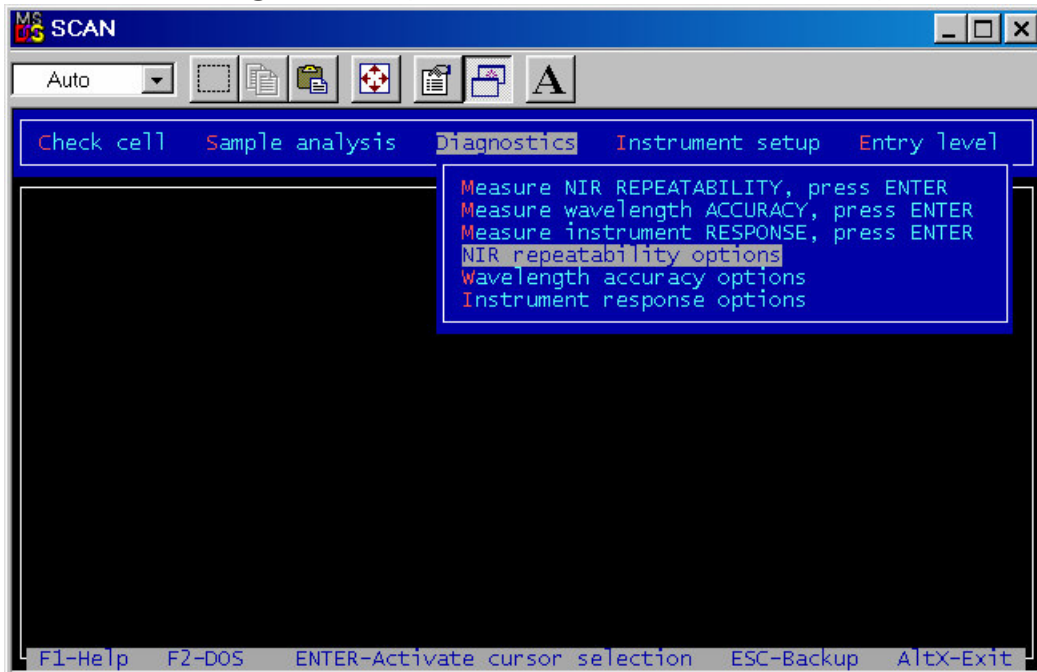 MS DOS SCAN
Auto A
Check cell Sample analysis Diagnostics Instrument setup Entry level
Measure NIR REPEATABILITY, press ENTER
Measure wavelength ACCURACY, press ENTER
Measure instrument RESPONSE, press ENTER
NIR repeatability options
Wavelength accuracy options
Instrument response options
F1-Help F2-DOS ENTER-Activate cursor selection ESC-Backup AltX-Exit